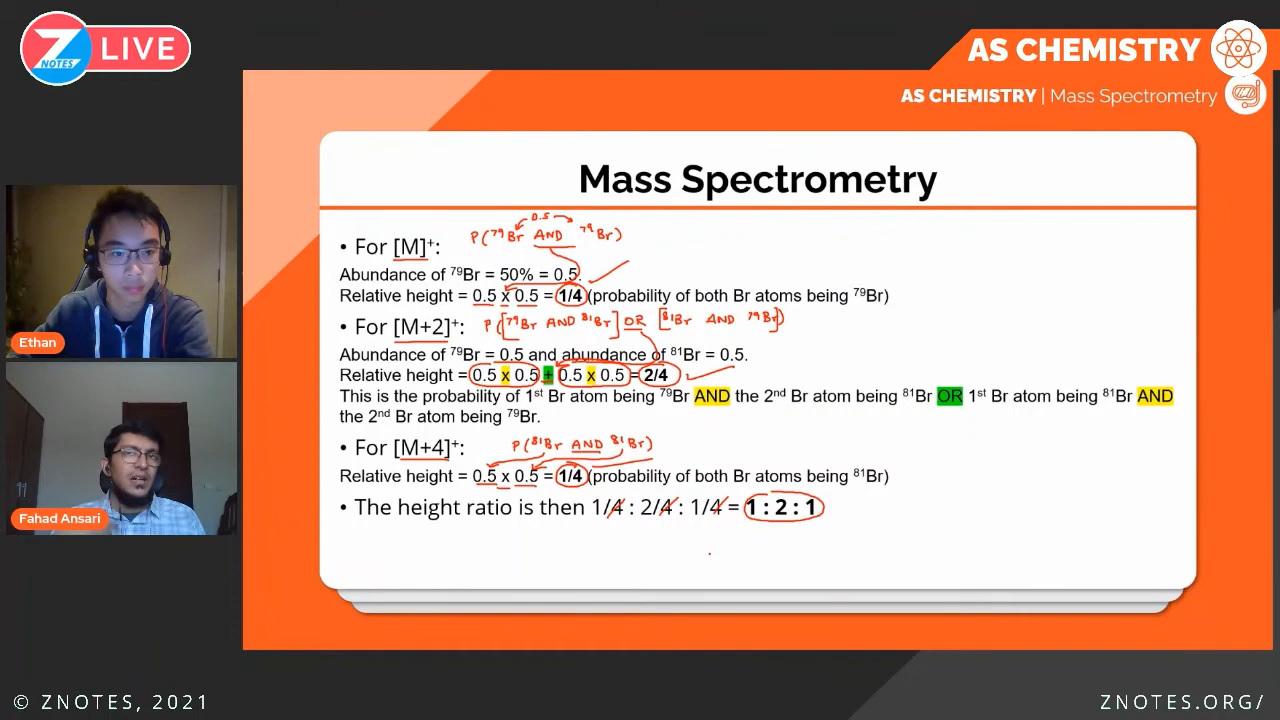 Z NOTES LIVE
AS CHEMISTRY
AS CHEMISTRY | Mass Spectrometry
Mass Spectrometry
0.5
P(⁷⁹Br AND ⁷⁹Br)
• For [M]⁺:
Abundance of ⁷⁹Br = 50% = 0.5.
Relative height = 0.5 x 0.5 = 1/4 (probability of both Br atoms being ⁷⁹Br)
• For [M+2]⁺: P([⁷⁹Br AND ⁸¹Br] OR [⁸¹Br AND ⁷⁹Br])
Abundance of ⁷⁹Br = 0.5 and abundance of ⁸¹Br = 0.5.
Relative height = 0.5 x 0.5 + 0.5 x 0.5 = 2/4
This is the probability of 1ˢᵗ Br atom being ⁷⁹Br AND the 2ⁿᵈ Br atom being ⁸¹Br OR 1ˢᵗ Br atom being ⁸¹Br AND
the 2ⁿᵈ Br atom being ⁷⁹Br.
• For [M+4]⁺: P(⁸¹Br AND ⁸¹Br)
Relative height = 0.5 x 0.5 = 1/4 (probability of both Br atoms being ⁸¹Br)
• The height ratio is then 1/4 : 2/4 : 1/4 = 1 : 2 : 1
Ethan
Fahad Ansari
© ZNOTES, 2021
ZNOTES.ORG/